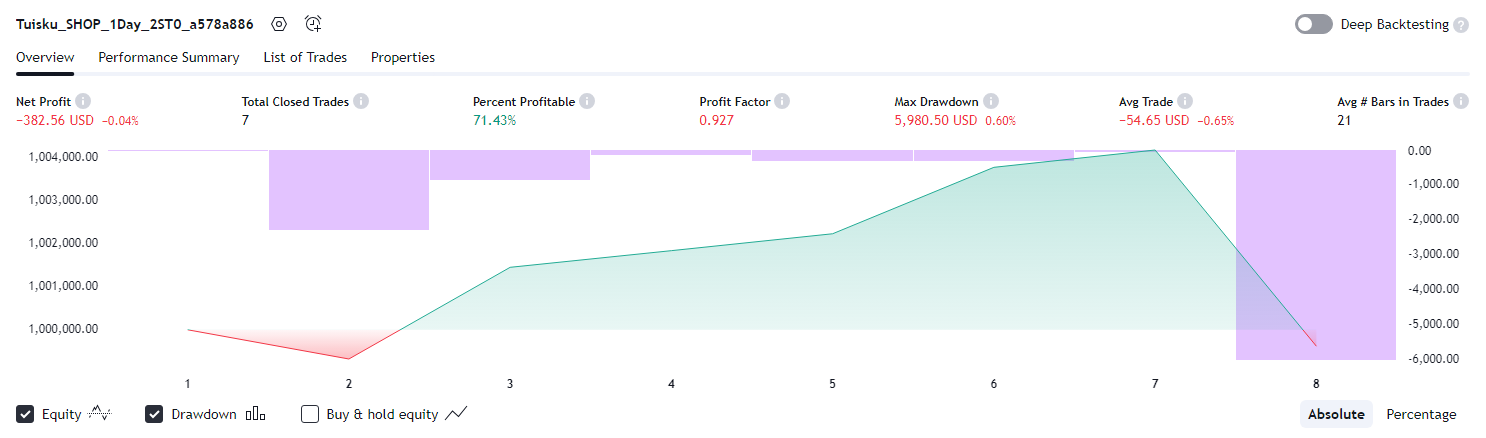 Tuisku_SHOP_1Day_2ST0_a578a886 Deep Backtesting ?
Overview Performance Summary List of Trades Properties
Net Profit i Total Closed Trades i Percent Profitable i Profit Factor i Max Drawdown i Avg Trade i Avg # Bars in Trades i
−382.56 USD −0.04% 7 71.43% 0.927 5,980.50 USD 0.60% −54.65 USD −0.65% 21
1,004,000.00 0.00
1,003,000.00 -1,000.00
1,002,000.00 -2,000.00
1,001,000.00 -3,000.00
1,000,000.00 -4,000.00
-5,000.00
-6,000.00
1 2 3 4 5 6 7 8
Equity Drawdown Buy & hold equity Absolute Percentage